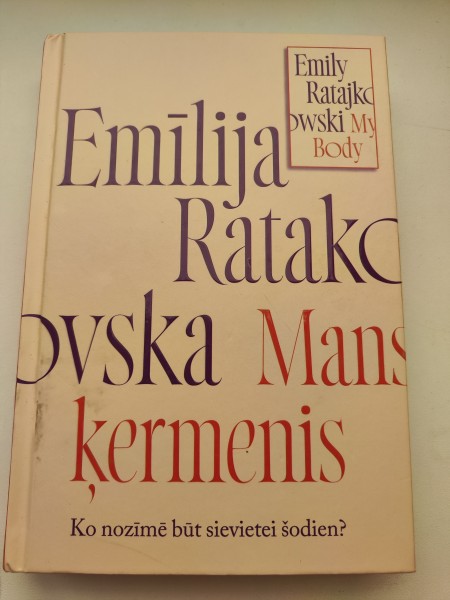 Emily
Ratajko
owski My
Body
Emīlija
Ratako
ovska Mans
ķermenis
Ko nozīmē būt sievietei šodien?